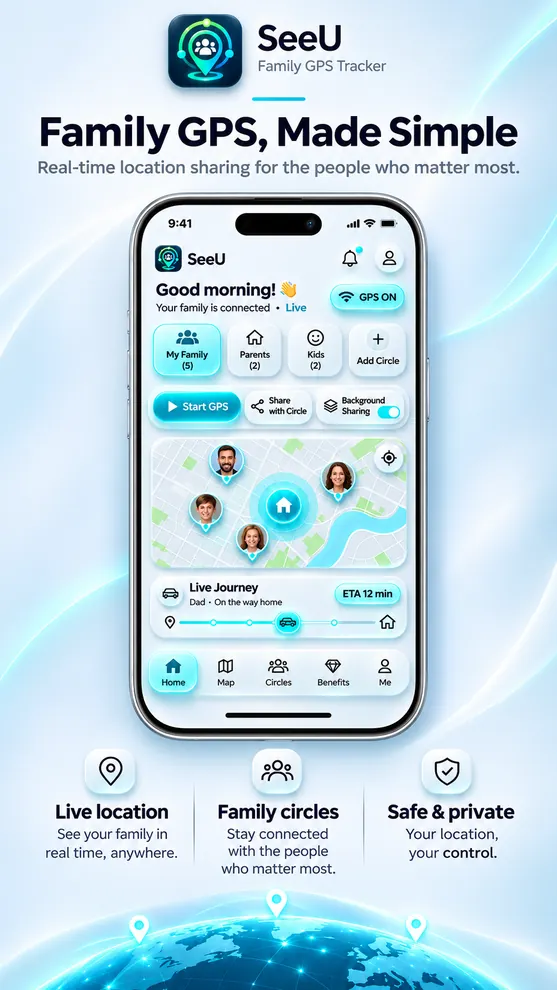 SeeU
Family GPS Tracker
Family GPS, Made Simple
Real-time location sharing for the people who matter most.
9:41
SeeU
Good morning! 👋
Your family is connected • Live
GPS ON
My Family
(5)
Parents
(2)
Kids
(2)
Add Circle
Start GPS
Share
with Circle
Background
Sharing
Live Journey
Dad • On the way home
ETA 12 min
Home
Map
Circles
Benefits
Me
Live location
See your family in
real time, anywhere.
Family circles
Stay connected
with the people
who matter most.
Safe & private
Your location,
your control.